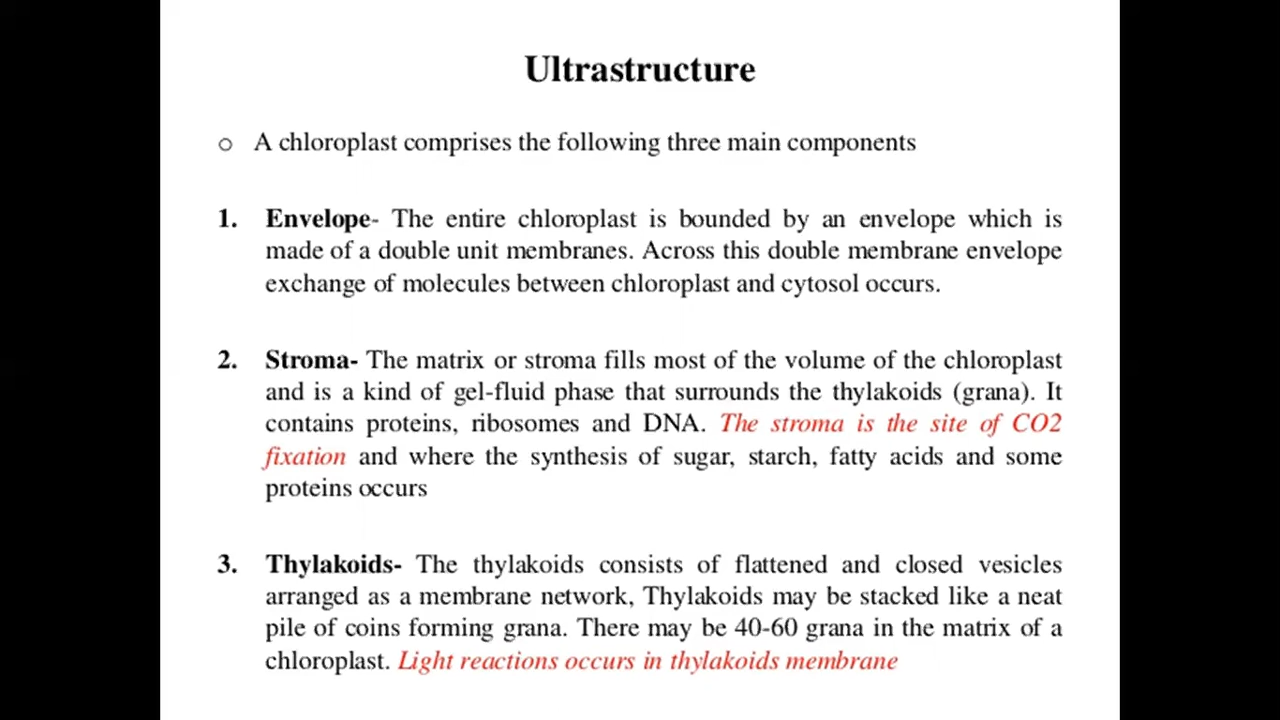 Ultrastructure
o A chloroplast comprises the following three main components
1. Envelope- The entire chloroplast is bounded by an envelope which is
made of a double unit membranes. Across this double membrane envelope
exchange of molecules between chloroplast and cytosol occurs.
2. Stroma- The matrix or stroma fills most of the volume of the chloroplast
and is a kind of gel-fluid phase that surrounds the thylakoids (grana). It
contains proteins, ribosomes and DNA. The stroma is the site of CO2
fixation and where the synthesis of sugar, starch, fatty acids and some
proteins occurs
3. Thylakoids- The thylakoids consists of flattened and closed vesicles
arranged as a membrane network, Thylakoids may be stacked like a neat
pile of coins forming grana. There may be 40-60 grana in the matrix of a
chloroplast. Light reactions occurs in thylakoids membrane